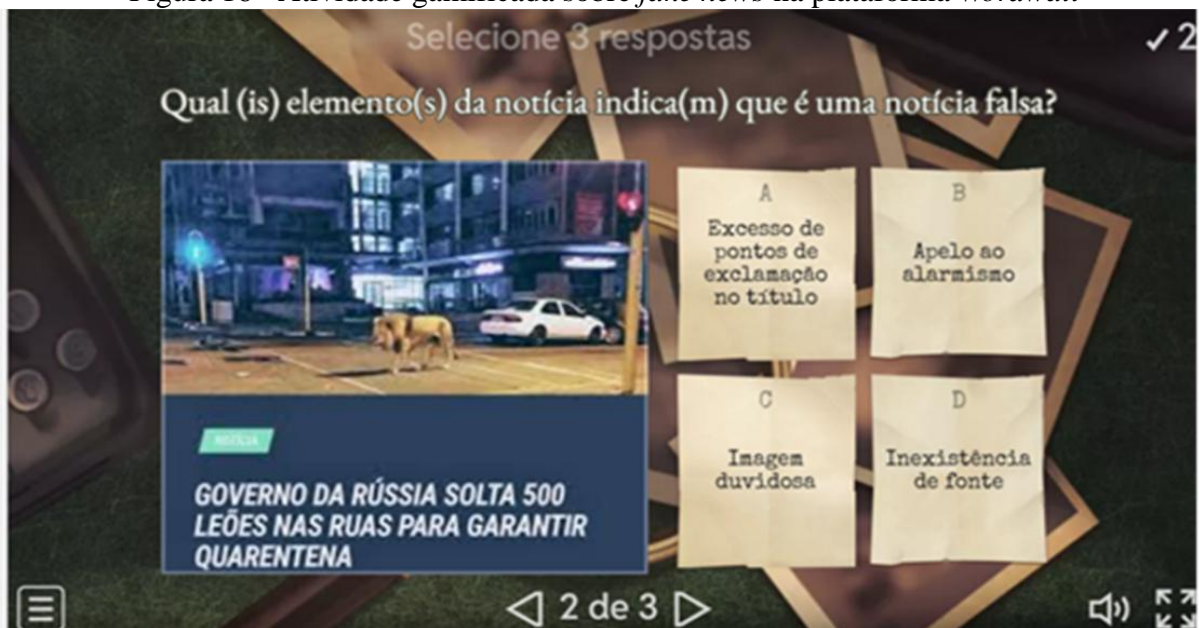 Selecione 3 respostas
✓ 2
Qual (is) elemento(s) da notícia indica(m) que é uma notícia falsa?
NOTÍCIA
GOVERNO DA RÚSSIA SOLTA 500
LEÕES NAS RUAS PARA GARANTIR
QUARENTENA
A
Excesso de
pontos de
exclamação
no título
B
Apelo ao
alarmismo
C
Imagem
duvidosa
D
Inexistência
de fonte
2 de 3